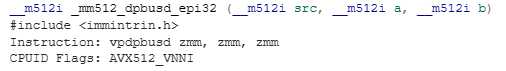 __m512i _mm512_dpbusd_epi32 (__m512i src, __m512i a, __m512i b)
#include <immintrin.h>
Instruction: vpdpbusd zmm, zmm, zmm
CPUID Flags: AVX512_VNNI